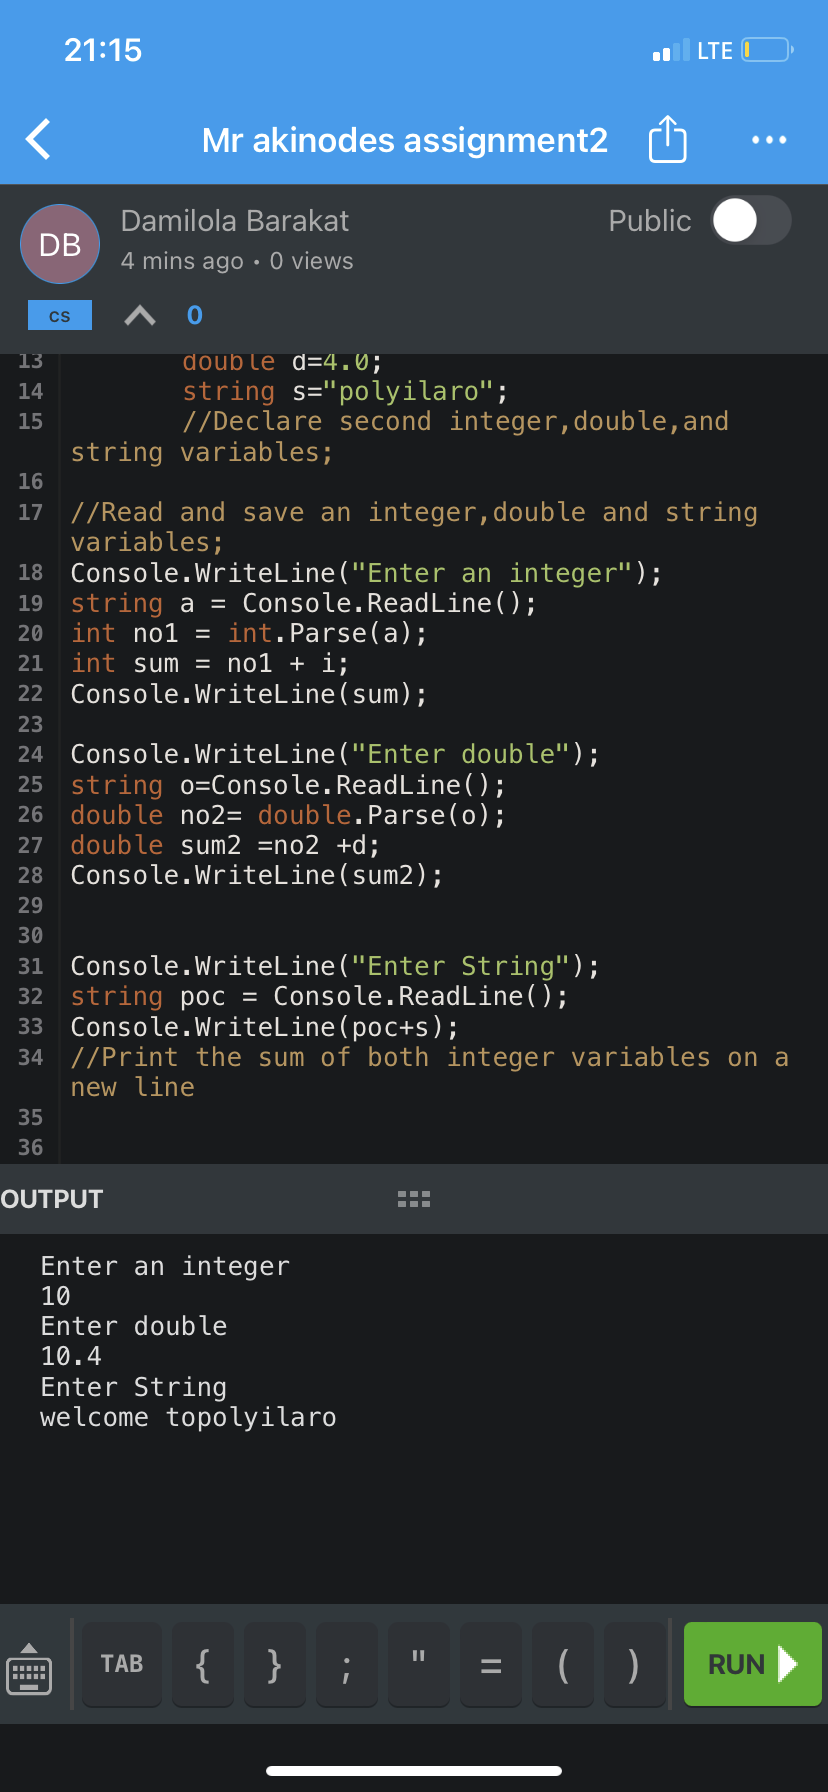 21:15
LTE
Mr akinodes assignment2
DB
Damilola Barakat
Public
4 mins ago • 0 views
cs
0
13 double d=4.0;
14 string s="polyilaro";
15 //Declare second integer,double,and
string variables;
16
17 //Read and save an integer,double and string
variables;
18 Console.WriteLine("Enter an integer");
19 string a = Console.ReadLine();
20 int no1 = int.Parse(a);
21 int sum = no1 + i;
22 Console.WriteLine(sum);
23
24 Console.WriteLine("Enter double");
25 string o=Console.ReadLine();
26 double no2= double.Parse(o);
27 double sum2 =no2 +d;
28 Console.WriteLine(sum2);
29
30
31 Console.WriteLine("Enter String");
32 string poc = Console.ReadLine();
33 Console.WriteLine(poc+s);
34 //Print the sum of both integer variables on a
new line
35
36
OUTPUT
Enter an integer
10
Enter double
10.4
Enter String
welcome topolyilaro
TAB { } ; " = ( ) RUN